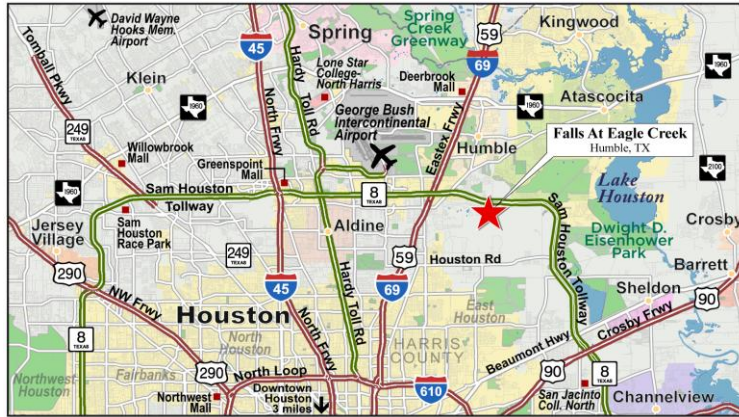 David Wayne
Hooks Mem.
Airport
Tomball Pkwy
Klein
249
TEXAS
Willowbrook
Mall
1960
1960
45
North Frwy
Hardy Toll Rd
Spring
Lone Star
College-
North Harris
George Bush
Intercontinental
Airport
Greenspoint
Mall
Spring
Creek
Greenway
59
69
Deerbrook
Mall
Eastex Frwy
Humble
Kingwood
Atascocita
1960
Falls At Eagle Creek
Humble, TX
Lake
Houston
2100
Crosby
Dwight D.
Eisenhower
Park
Barrett
Sam Houston
Tollway
Sam
Houston
Race Park
Jersey
Village
290
NW Frwy
249
TEXAS
8
TEXAS
Aldine
45
Hardy Toll Rd
59
69
Houston Rd
Sam Houston Tollway
Sheldon
90
Houston
North
Houston
North Frwy
HARRIS
COUNTY
East
Houston
Beaumont Hwy
Crosby Frwy
8
TEXAS
Northwest
Houston
Fairbanks
290
Northwest
Mall
North Loop
Downtown
Houston
3 miles
610
90
San Jacinto
Coll. North
8
TEXAS
Channelview